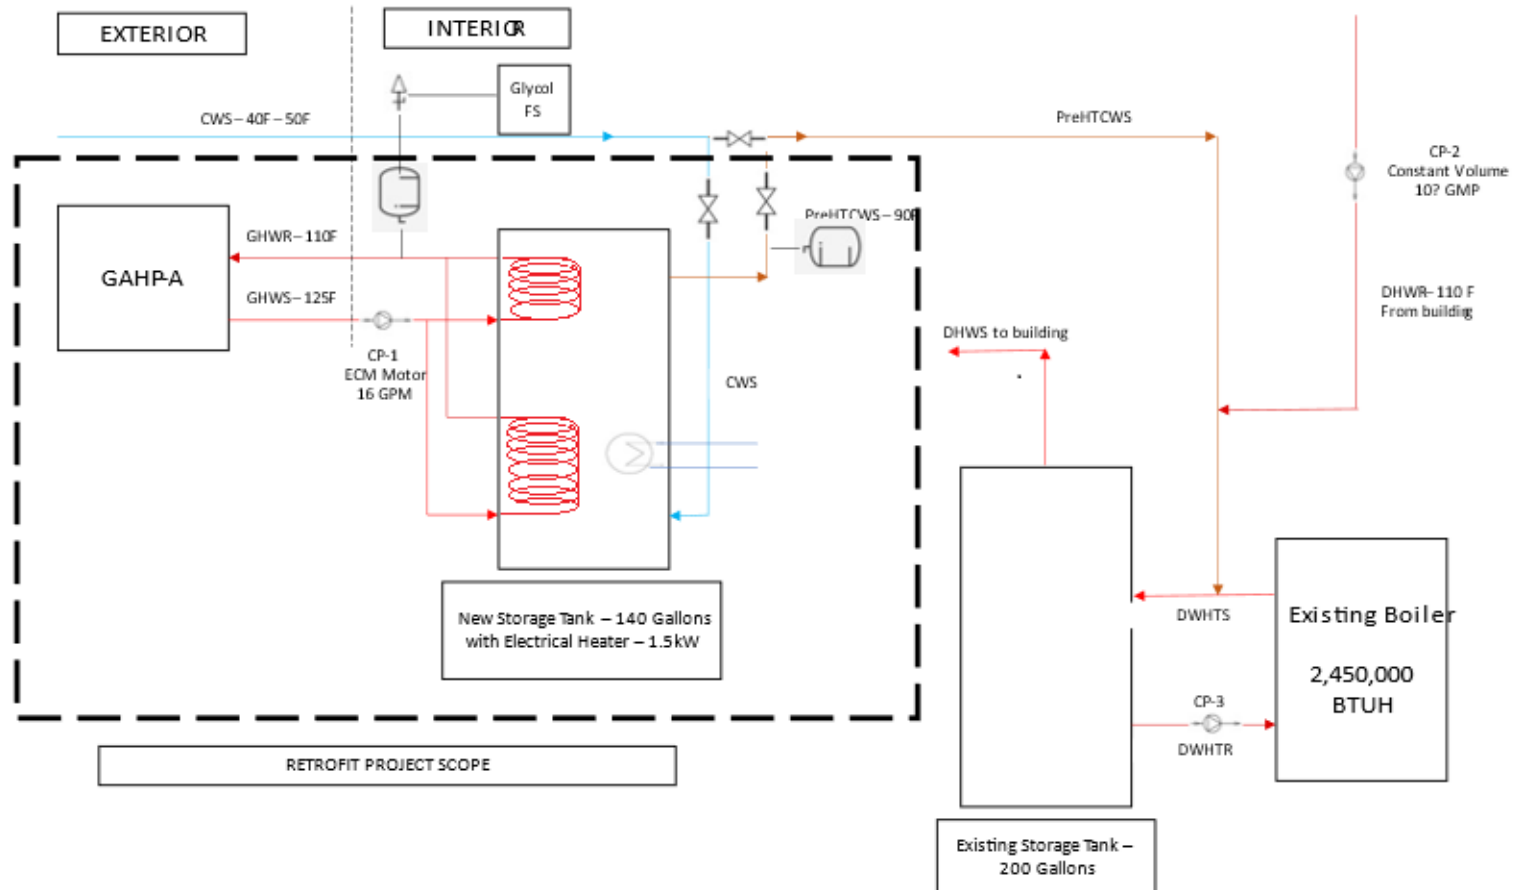 EXTERIOR
INTERIOR
Glycol
FS
CWS – 40F – 50F
PreHTCWS
CP-2
Constant Volume
10? GMP
PreHTCWS – 90F
GHWR – 110F
GAHP-A
GHWS – 125F
CP-1
ECM Motor
16 GPM
CWS
DHWR – 110 F
From building
DHWS to building
New Storage Tank – 140 Gallons
with Electrical Heater – 1.5kW
DWHTS
Existing Boiler
2,450,000
BTUH
CP-3
DWHTR
RETROFIT PROJECT SCOPE
Existing Storage Tank –
200 Gallons